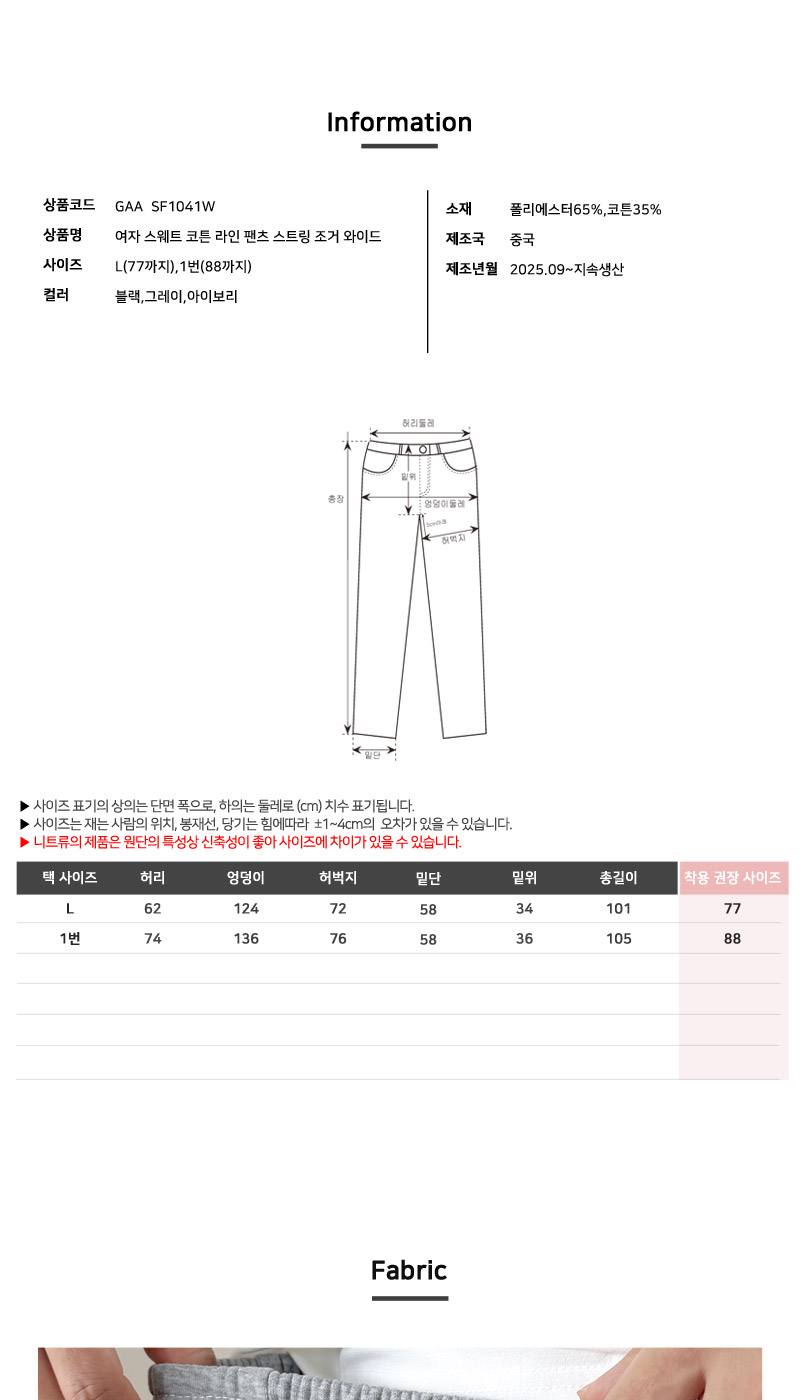 Information
상품코드 GAA SF1041W
상품명 여자 스웨트 코튼 라인 팬츠 스트링 조거 와이드
사이즈 L(77까지),1번(88까지)
컬러 블랙,그레이,아이보리
소재 폴리에스터65%,코튼35%
제조국 중국
제조년월 2025.09~지속생산
허리둘레
밑위
총장
엉덩이둘레
허벅지
밑단
▶ 사이즈 표기의 상의는 단면 폭으로, 하의는 둘레로 (cm) 치수 표기됩니다.
▶ 사이즈는 재는 사람의 위치, 봉재선, 당기는 힘에따라 ±1~4cm의 오차가 있을 수 있습니다.
▶ 니트류의 제품은 원단의 특성상 신축성이 좋아 사이즈에 차이가 있을 수 있습니다.
택 사이즈 허리 엉덩이 허벅지 밑단 밑위 총길이 착용 권장 사이즈
L 62 124 72 58 34 101 77
1번 74 136 76 58 36 105 88
Fabric